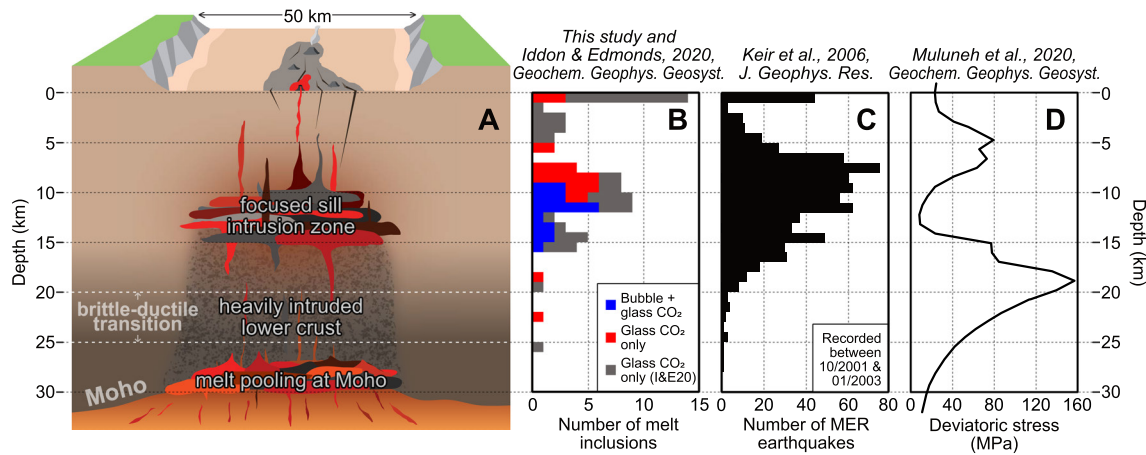 50 km
This study and
Iddon & Edmonds, 2020,
Geochem. Geophys. Geosyst.
Keir et al., 2006,
J. Geophys. Res.
Muluneh et al., 2020,
Geochem. Geophys. Geosyst.
A
B
C
D
Depth (km)
0
5
10
15
20
25
30
focused sill
intrusion zone
brittle-ductile
transition
heavily intruded
lower crust
Moho
melt pooling at Moho
Bubble +
glass CO₂
Glass CO₂
only
Glass CO₂
only (I&E20)
0 5 10 15
Number of melt
inclusions
Recorded
between
10/2001 &
01/2003
0 20 40 60 80
Number of MER
earthquakes
0 40 80 120 160
Deviatoric stress
(MPa)
0
-5
-10
-15
-20
-25
-30
Depth (km)